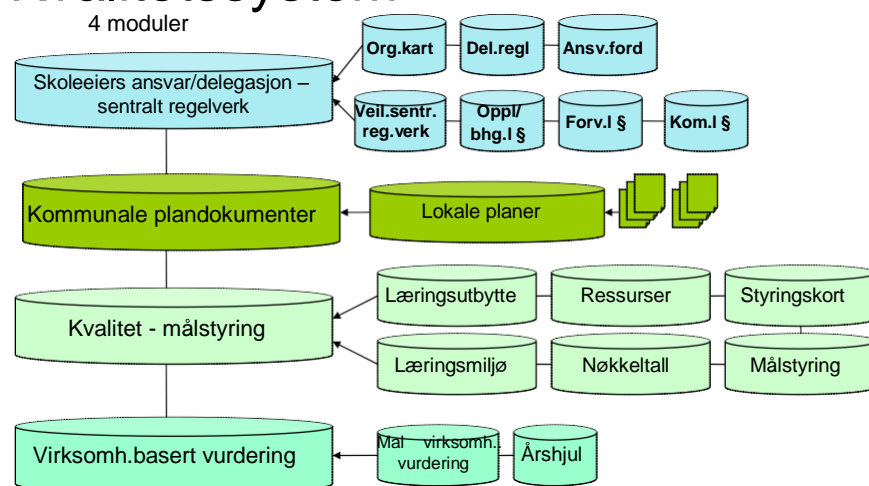 4 moduler
Org.kart
Del.regl
Ansv.ford
Skoleeiers ansvar/delegasjon –
sentralt regelverk
Veil.sentr.
reg.verk
Oppl/
bhg.l §
Forv.l §
Kom.l §
Kommunale plandokumenter
Lokale planer
Læringsutbytte
Ressurser
Styringskort
Kvalitet - målstyring
Læringsmiljø
Nøkkeltall
Målstyring
Virksomh.basert vurdering
Mal virksomh..
vurdering
Årshjul